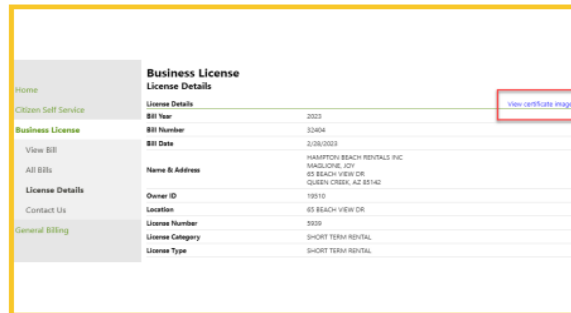 Business License
License Details
Home
Citizen Self Service
Business License
View Bill
All Bills
License Details
Contact Us
General Billing
License Details View certificate image
Bill Year 2023
Bill Number 32404
Bill Date 2/28/2023
Name & Address HAMPTON BEACH RENTALS INC
MAGLIONE, JOY
65 BEACH VIEW DR
QUEEN CREEK, AZ 85142
Owner ID 19510
Location 65 BEACH VIEW DR
License Number 5939
License Category SHORT TERM RENTAL
License Type SHORT TERM RENTAL